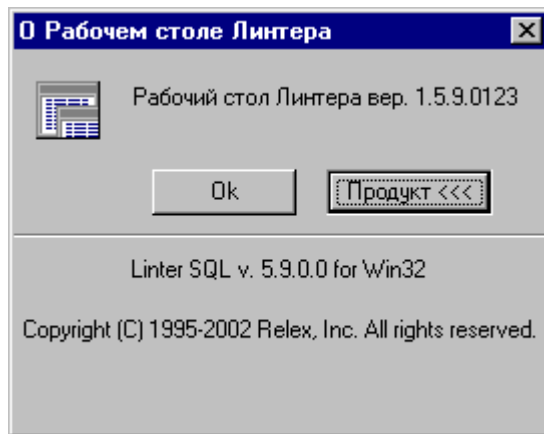 О Рабочем столе Линтера
Рабочий стол Линтера вер. 1.5.9.0123
Ok
Продукт <<<
Linter SQL v. 5.9.0.0 for Win32
Copyright (C) 1995-2002 Relex, Inc. All rights reserved.